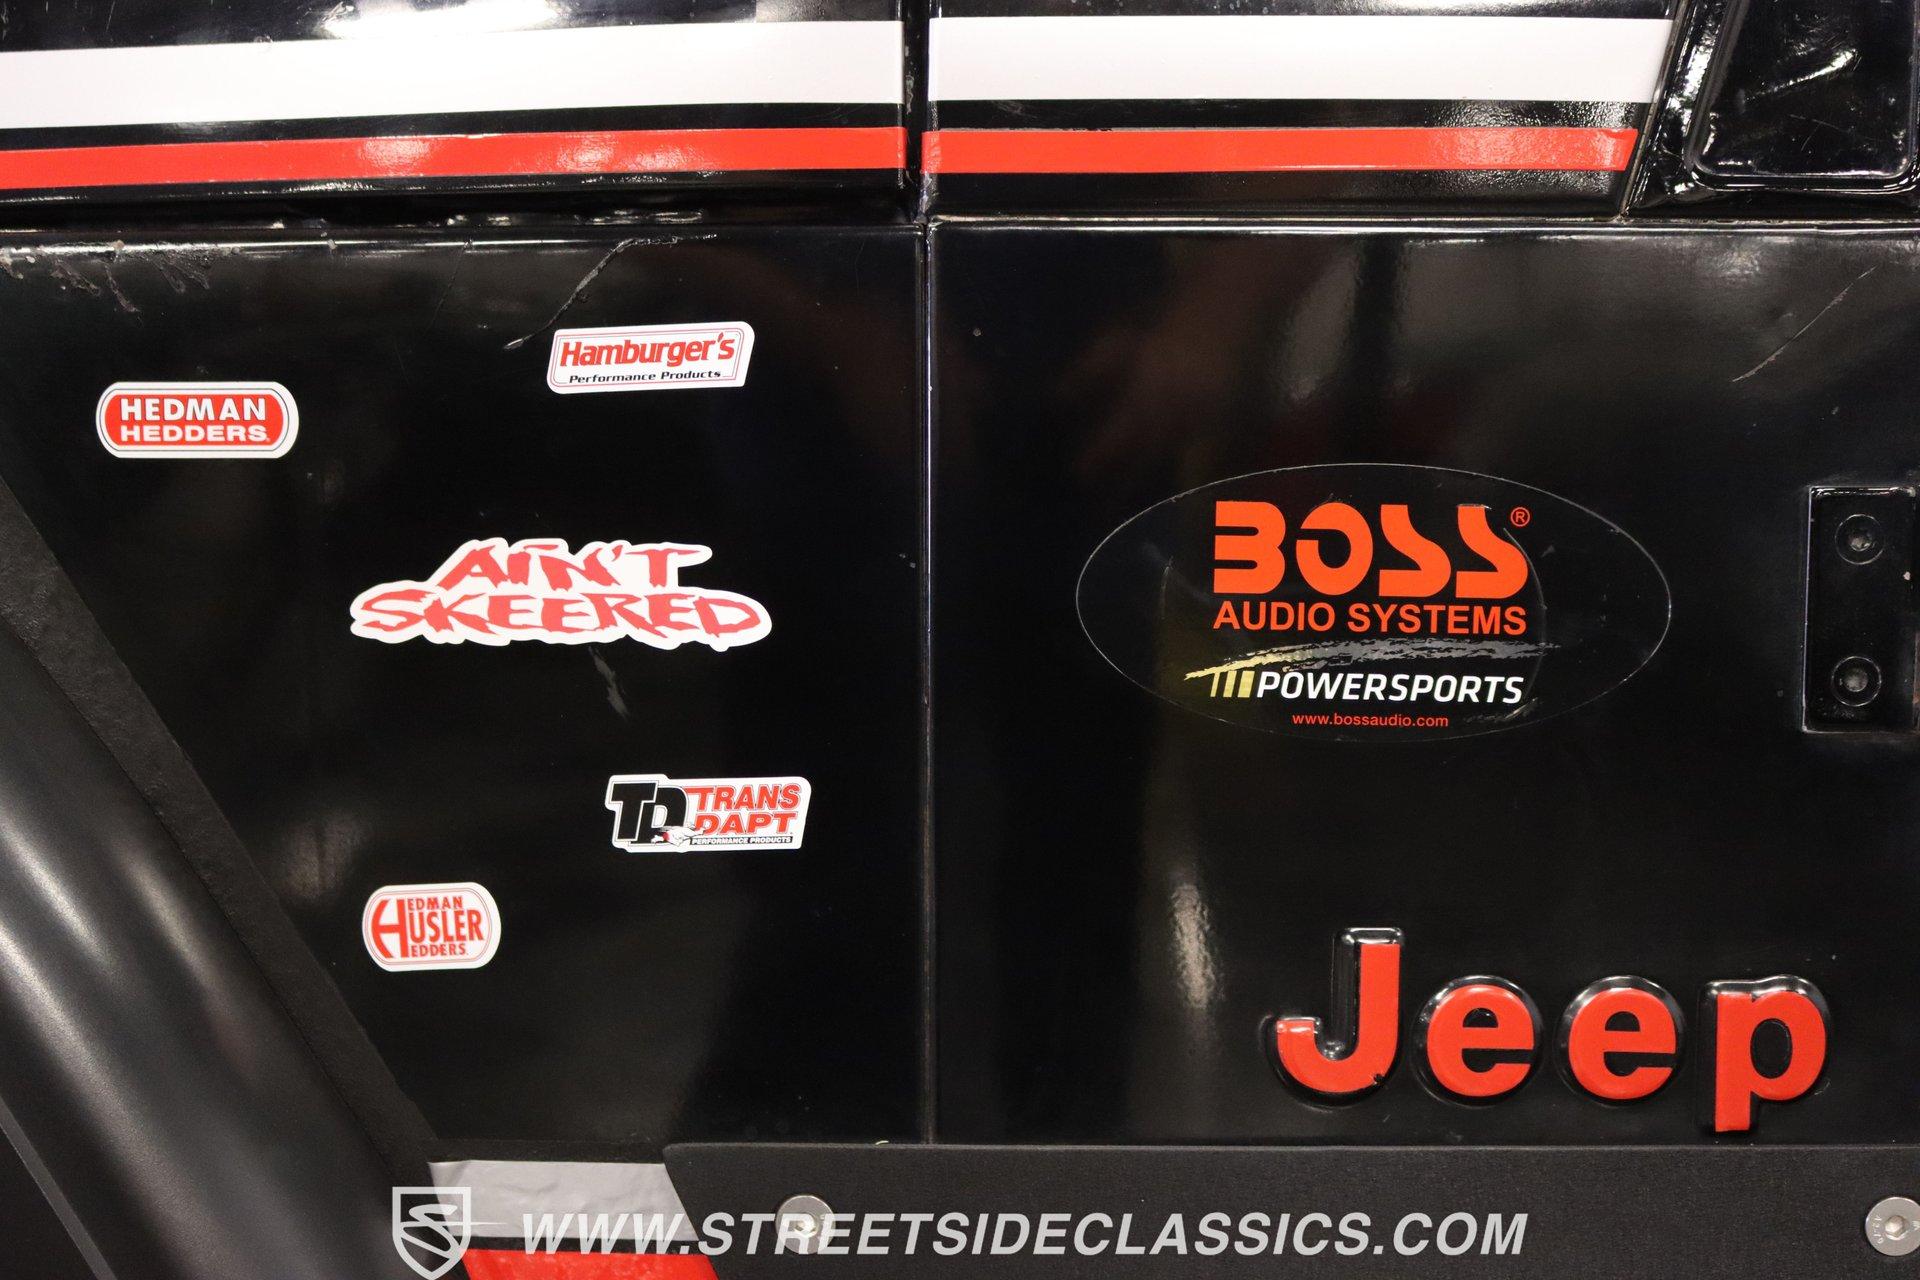 Hamburger's
Performance Products
HEDMAN
HEDDERS
AIN'T
SKEERED
BOSS®
AUDIO SYSTEMS
POWERSPORTS
www.bossaudio.com
TD TRANS
DAPT
PERFORMANCE PRODUCTS
HEDMAN
HUSLER
HEDDERS
Jeep
WWW.STREETSIDECLASSICS.COM